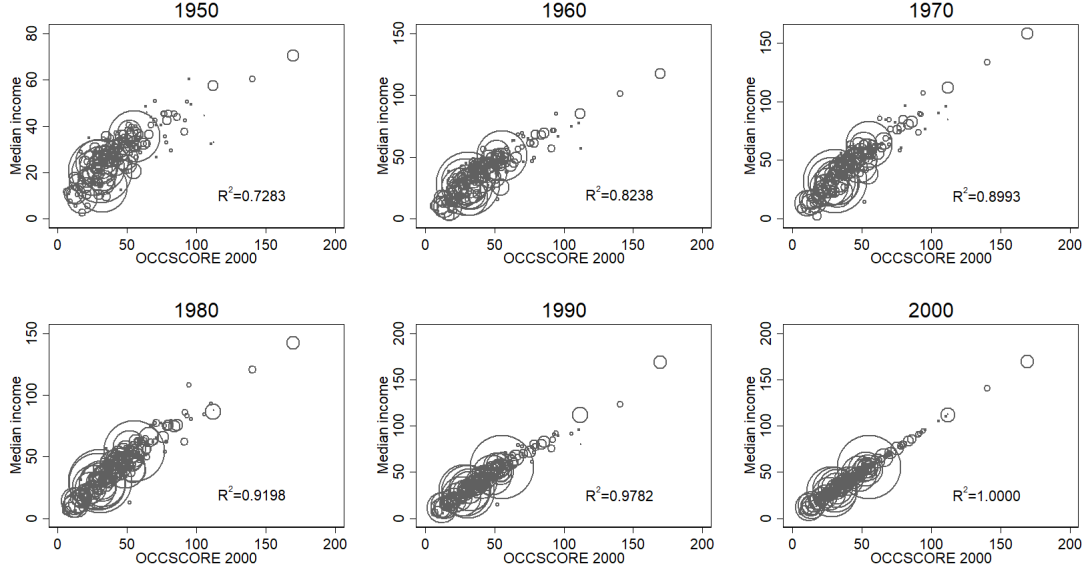 1950
1960
1970
Median income
80
60
40
20
0
R²=0.7283
0 50 100 150 200
OCCSCORE 2000
Median income
150
100
50
0
R²=0.8238
0 50 100 150 200
OCCSCORE 2000
Median income
150
100
50
0
R²=0.8993
0 50 100 150 200
OCCSCORE 2000
1980
1990
2000
Median income
150
100
50
0
R²=0.9198
0 50 100 150 200
OCCSCORE 2000
Median income
200
150
100
50
0
R²=0.9782
0 50 100 150 200
OCCSCORE 2000
Median income
200
150
100
50
0
R²=1.0000
0 50 100 150 200
OCCSCORE 2000